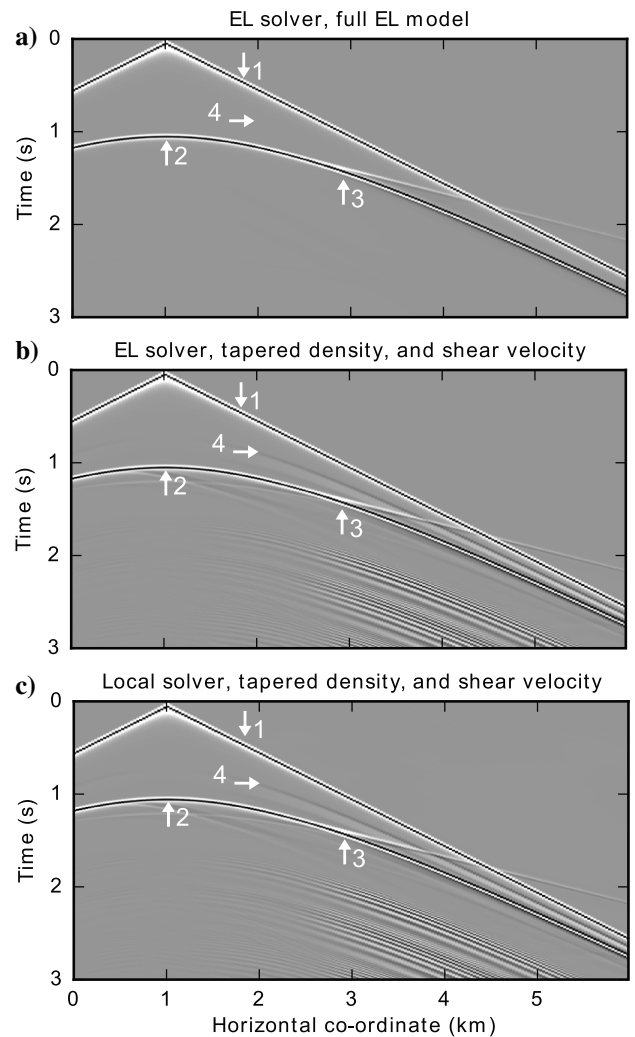 EL solver, full EL model
a)
0
1
2
3
Time (s)
1
4
2
3
EL solver, tapered density, and shear velocity
b)
0
1
2
3
Time (s)
1
4
2
3
Local solver, tapered density, and shear velocity
c)
0
1
2
3
Time (s)
1
4
2
3
0 1 2 3 4 5
Horizontal co-ordinate (km)